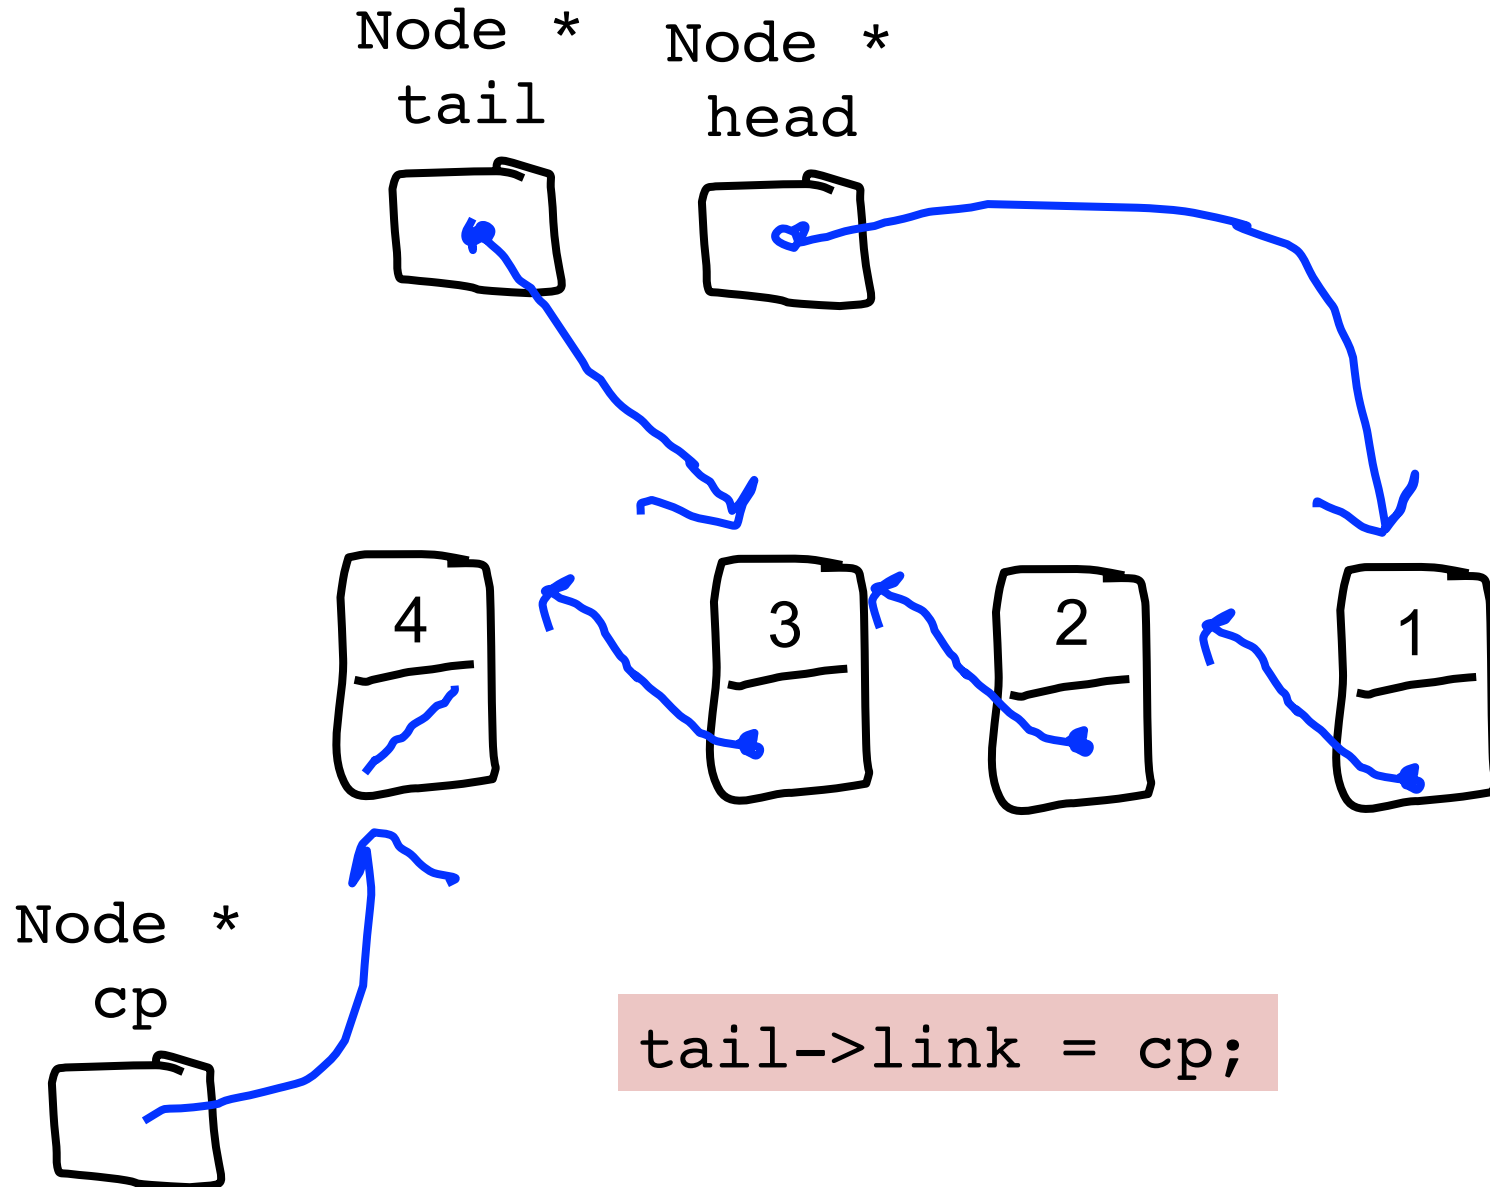 Node *
tail
Node *
head
4
3
2
1
Node *
cp
tail->link = cp;